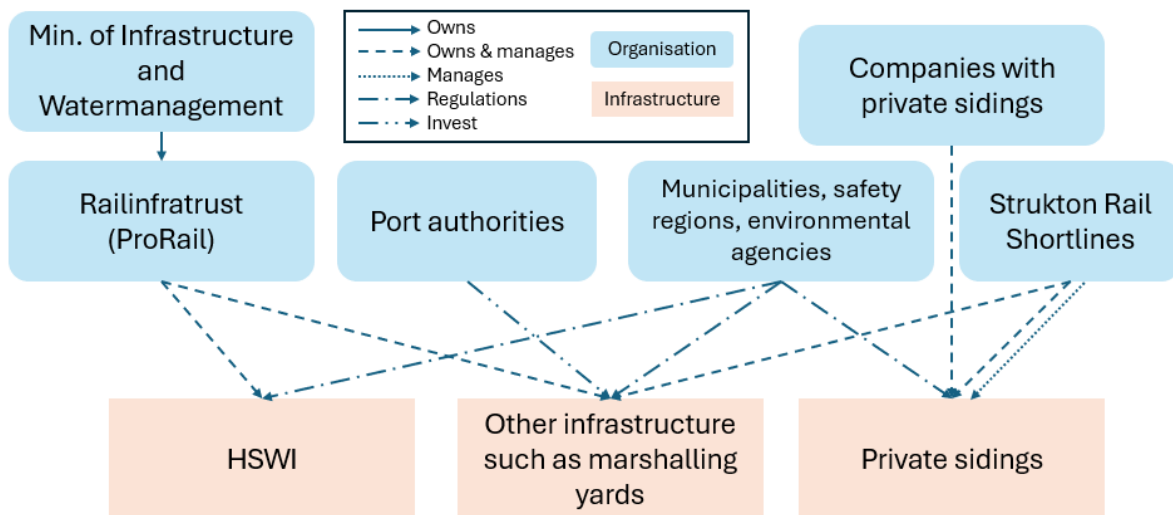 Min. of Infrastructure
and
Watermanagement
Owns
Owns & manages
Manages
Regulations
Invest
Organisation
Infrastructure
Companies with
private sidings
Railinfratrust
(ProRail)
Port authorities
Municipalities, safety
regions, environmental
agencies
Strukton Rail
Shortlines
HSWI
Other infrastructure
such as marshalling
yards
Private sidings